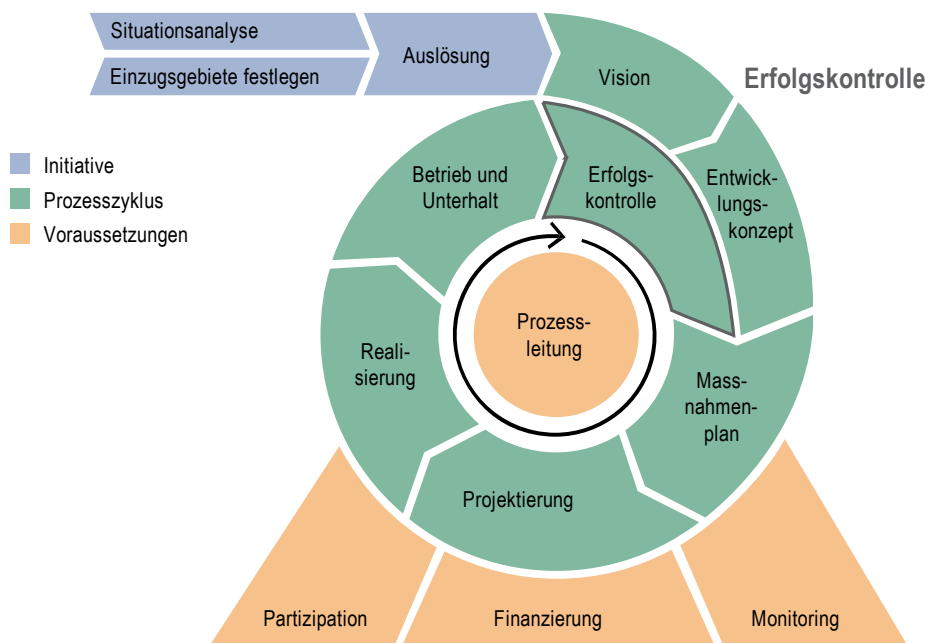 Situationsanalyse
Einzugsgebiete festlegen
Auslösung
Vision
Erfolgskontrolle
Initiative
Prozesszyklus
Voraussetzungen
Betrieb und
Unterhalt
Erfolgs-
kontrolle
Entwick-
lungs-
konzept
Prozess-
leitung
Reali-
sierung
Mass-
nahmen-
plan
Projektierung
Partizipation
Finanzierung
Monitoring